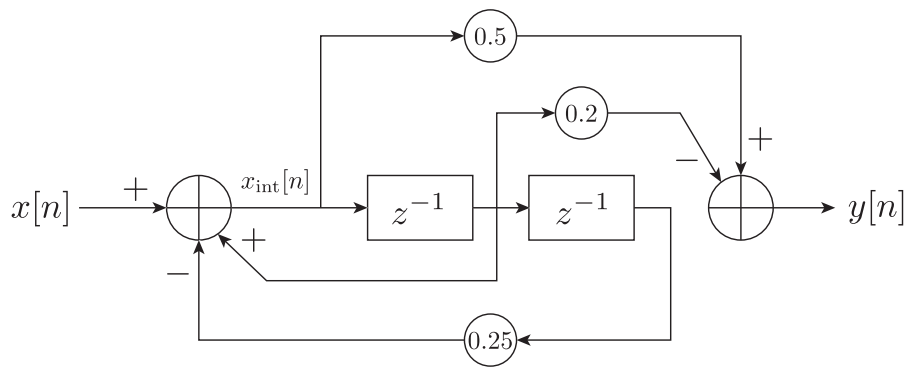 0.5
0.2
+
−
+
x[n]
x_int[n]
z^{-1}
z^{-1}
y[n]
+
−
0.25